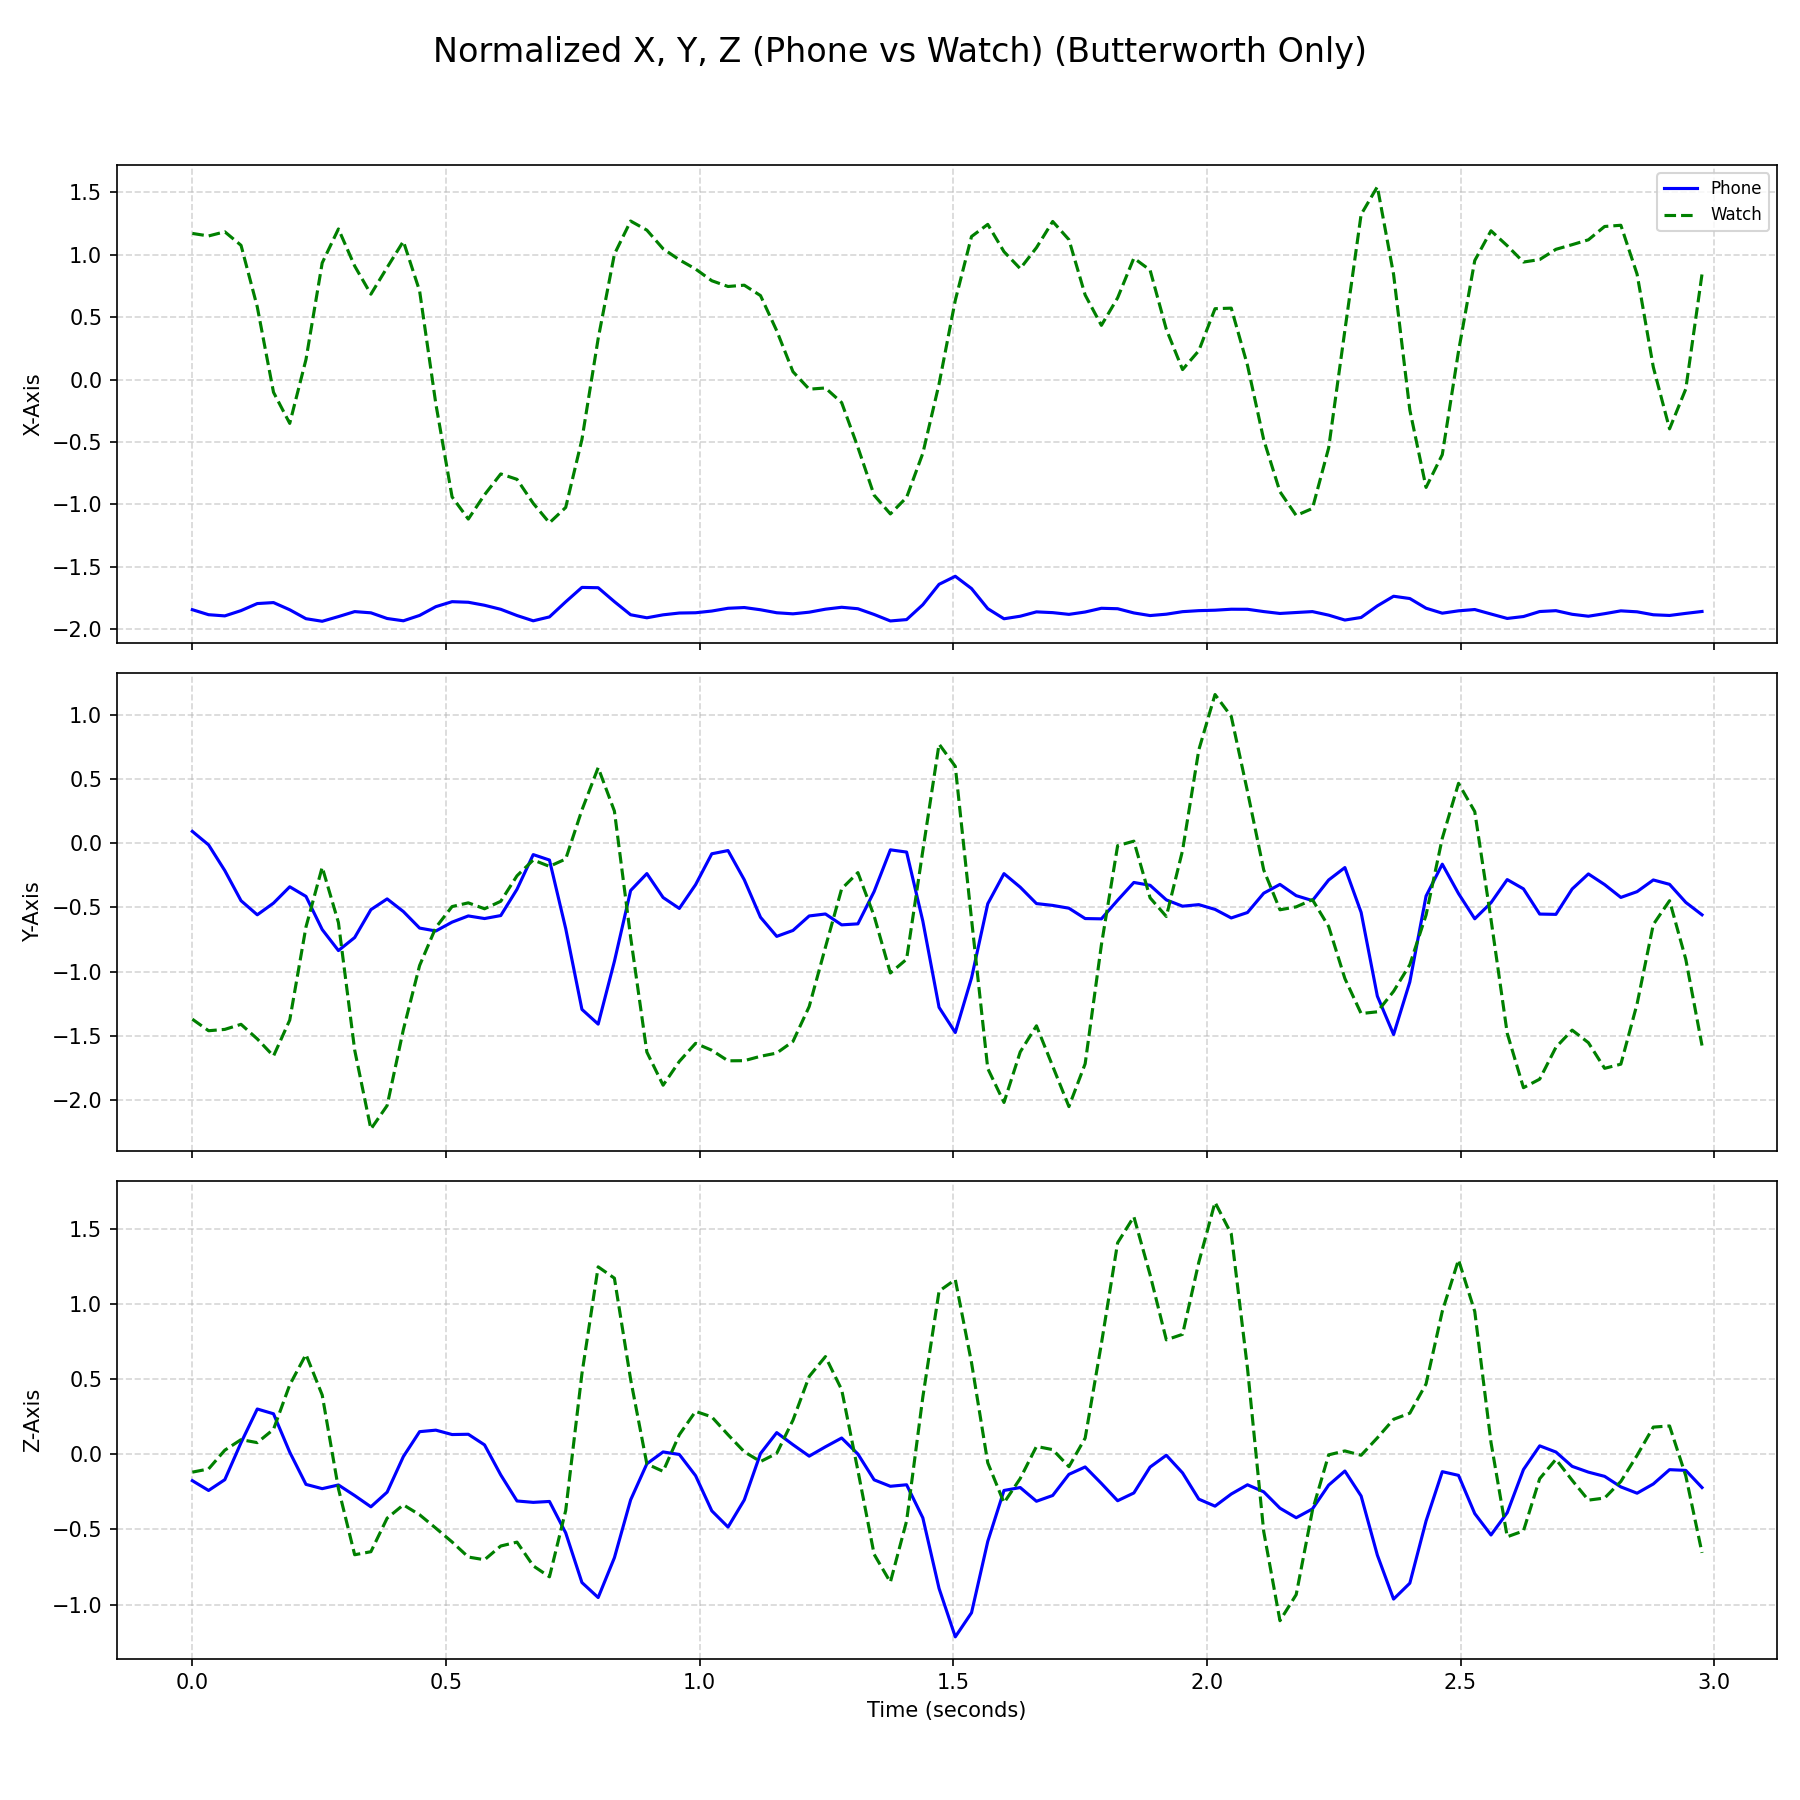 Normalized X, Y, Z (Phone vs Watch) (Butterworth Only)
Phone
Watch
X-Axis
1.5
1.0
0.5
0.0
−0.5
−1.0
−1.5
−2.0
Y-Axis
1.0
0.5
0.0
−0.5
−1.0
−1.5
−2.0
Z-Axis
1.5
1.0
0.5
0.0
−0.5
−1.0
0.0 0.5 1.0 1.5 2.0 2.5 3.0
Time (seconds)